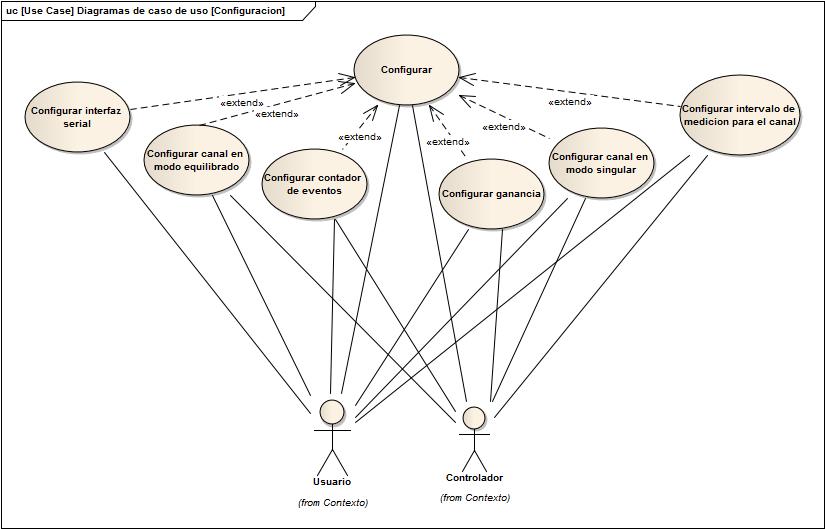 uc [Use Case] Diagramas de caso de uso [Configuracion]
Configurar
Configurar interfaz
serial
«extend»
«extend»
«extend»
«extend»
«extend»
«extend»
Configurar intervalo de
medicion para el canal
Configurar canal en
modo equilibrado
Configurar contador
de eventos
Configurar ganancia
Configurar canal en
modo singular
Usuario
(from Contexto)
Controlador
(from Contexto)